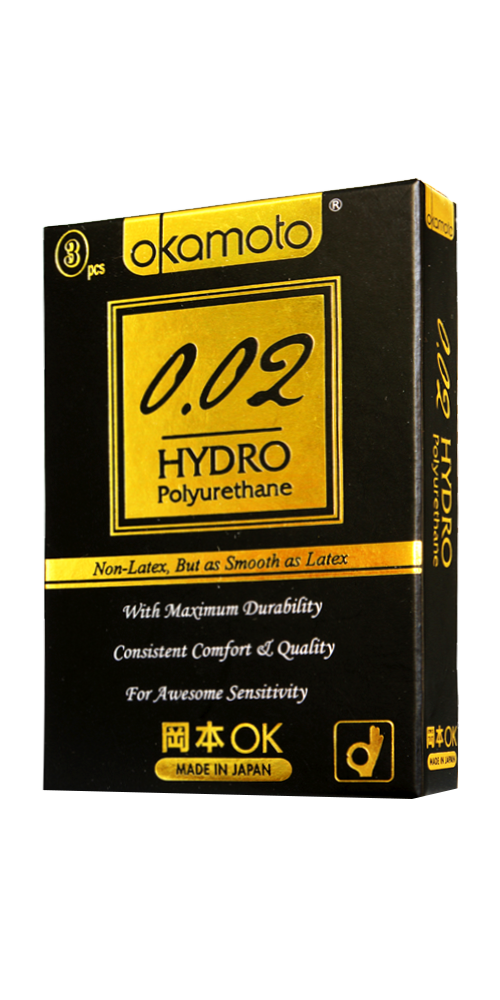 3
pcs
okamoto®
0.02
HYDRO
Polyurethane
Non-Latex, But as Smooth as Latex
With Maximum Durability
Consistent Comfort & Quality
For Awesome Sensitivity
岡本OK
MADE IN JAPAN
okamoto
0.02 HYDRO
Polyurethane
岡本OK
MADE IN JAPAN